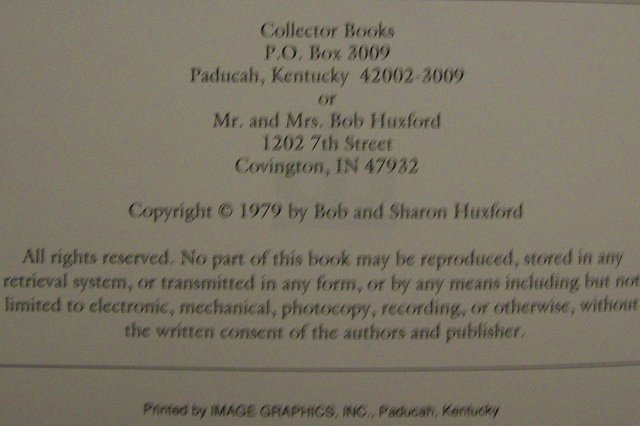 Collector Books
P.O. Box 3009
Paducah, Kentucky 42002-3009
or
Mr. and Mrs. Bob Huxford
1202 7th Street
Covington, IN 47932
Copyright © 1979 by Bob and Sharon Huxford
All rights reserved. No part of this book may be reproduced, stored in any
retrieval system, or transmitted in any form, or by any means including but not
limited to electronic, mechanical, photocopy, recording, or otherwise, without
the written consent of the authors and publisher.
Printed by IMAGE GRAPHICS, INC., Paducah, Kentucky